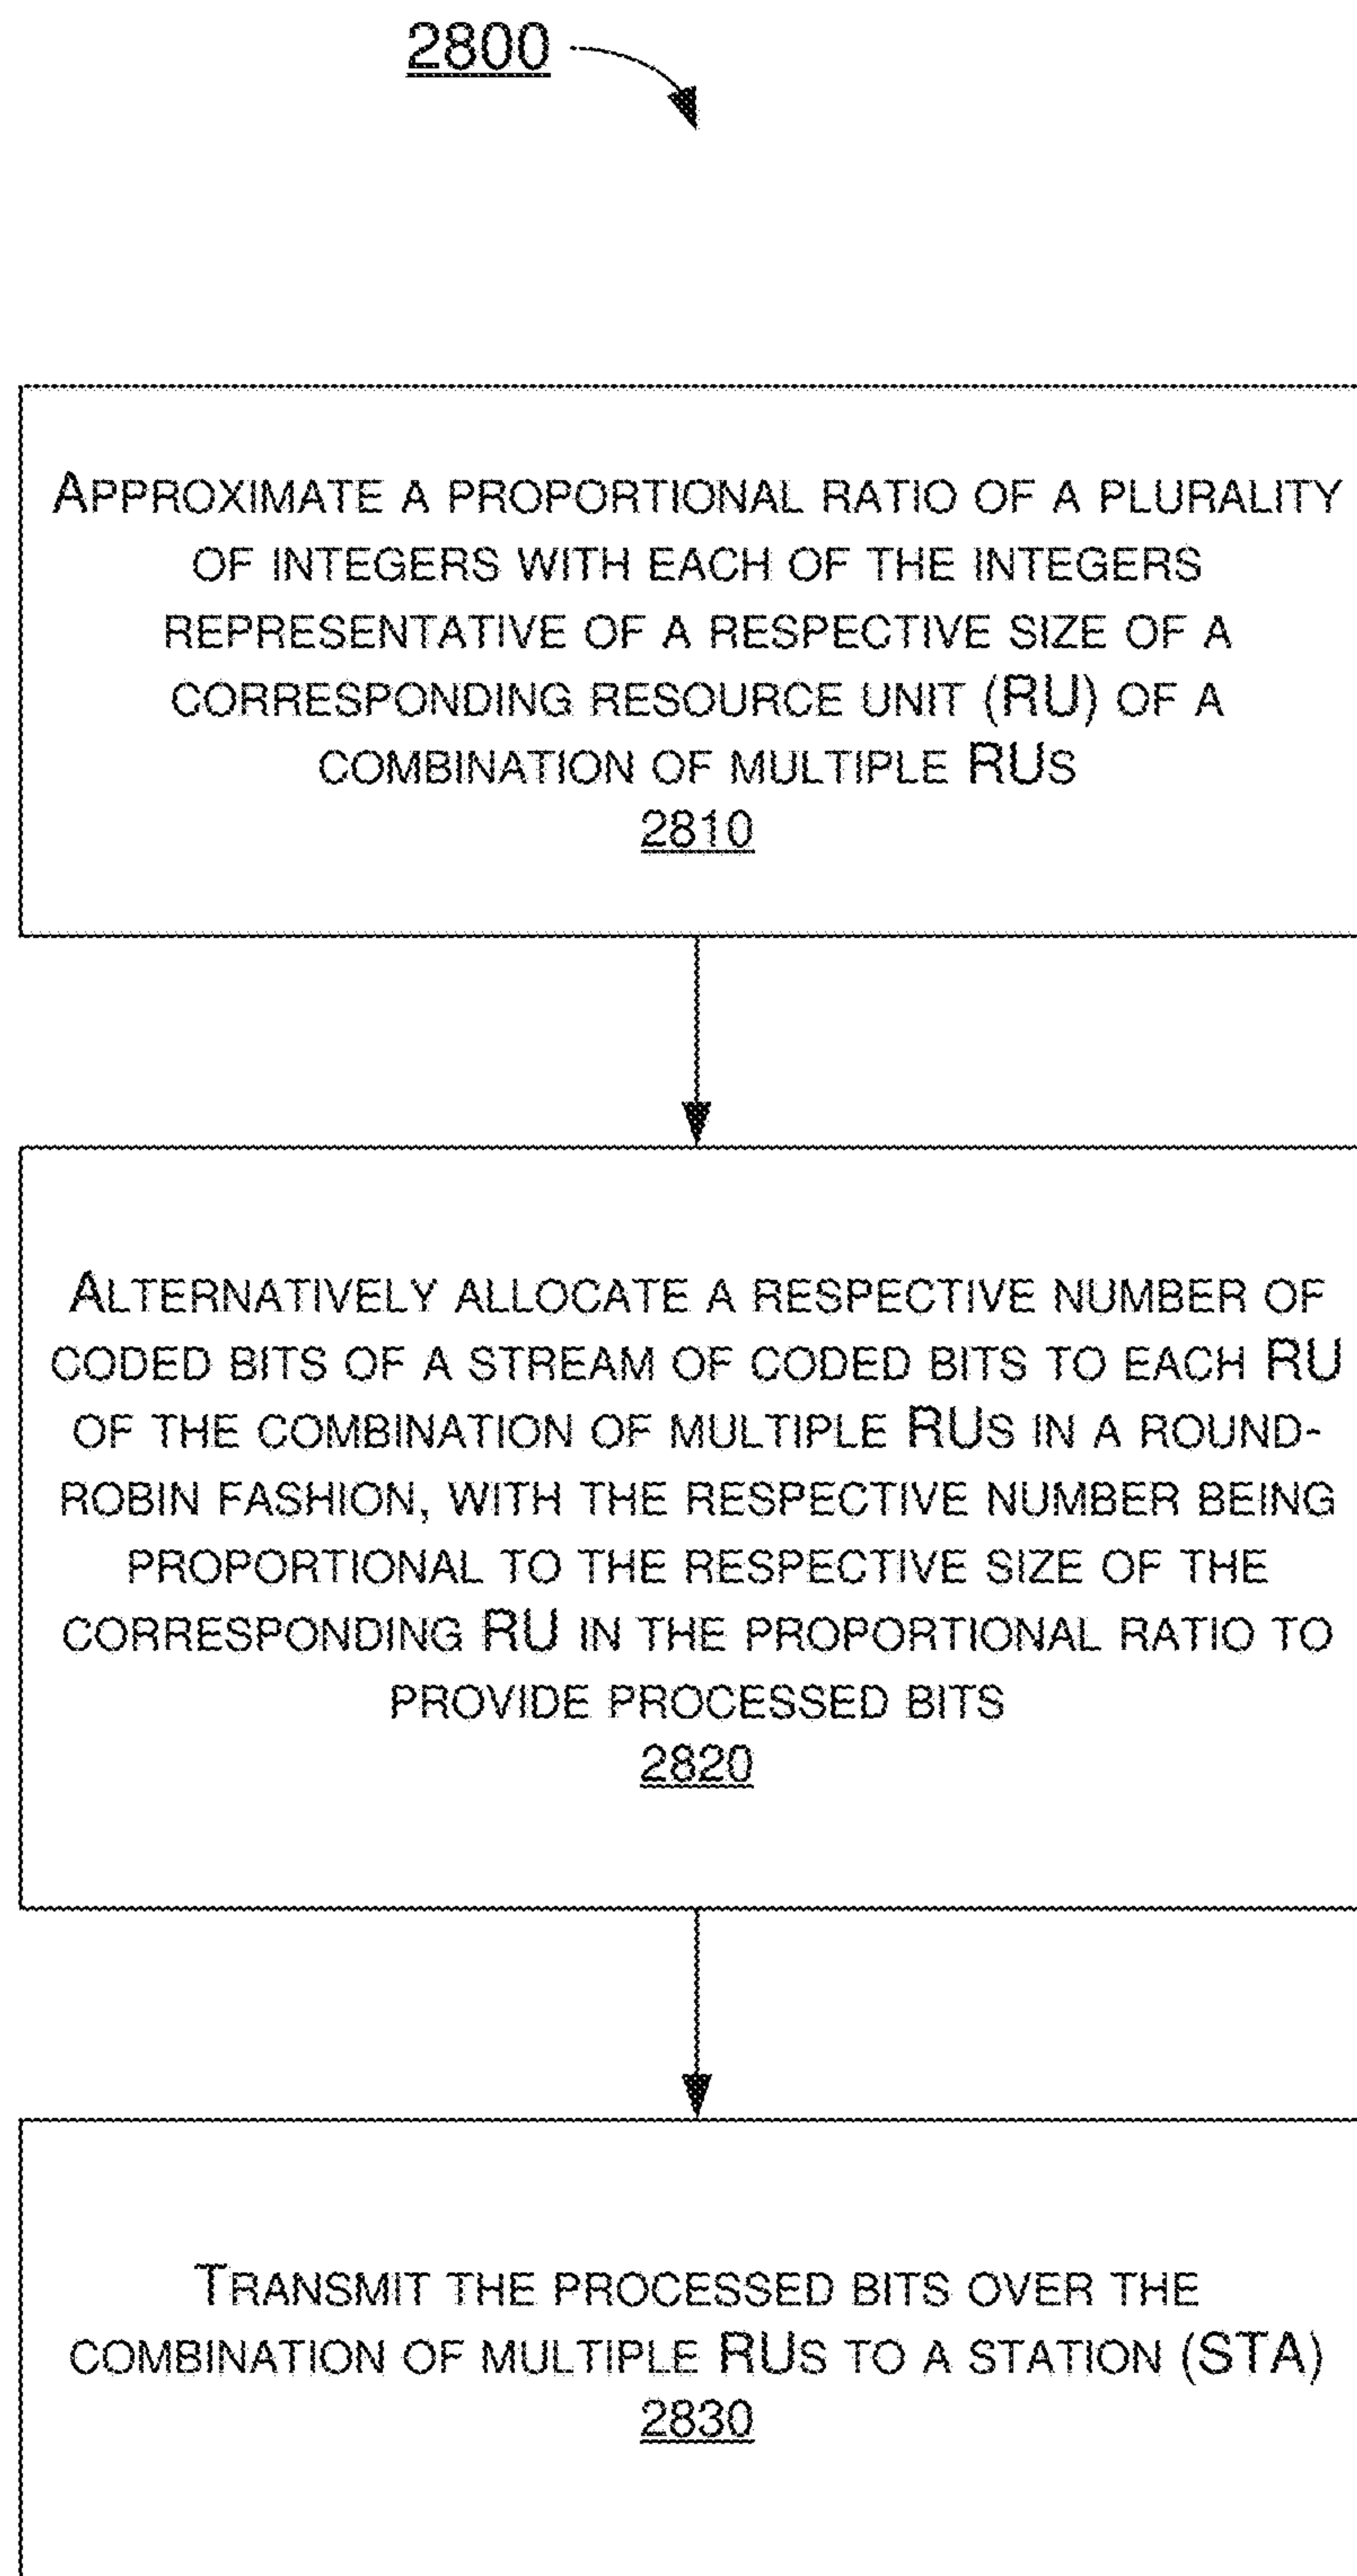 2800
APPROXIMATE A PROPORTIONAL RATIO OF A PLURALITY
OF INTEGERS WITH EACH OF THE INTEGERS
REPRESENTATIVE OF A RESPECTIVE SIZE OF A
CORRESPONDING RESOURCE UNIT (RU) OF A
COMBINATION OF MULTIPLE RUS
2810
ALTERNATIVELY ALLOCATE A RESPECTIVE NUMBER OF
CODED BITS OF A STREAM OF CODED BITS TO EACH RU
OF THE COMBINATION OF MULTIPLE RUS IN A ROUND-
ROBIN FASHION, WITH THE RESPECTIVE NUMBER BEING
PROPORTIONAL TO THE RESPECTIVE SIZE OF THE
CORRESPONDING RU IN THE PROPORTIONAL RATIO TO
PROVIDE PROCESSED BITS
2820
TRANSMIT THE PROCESSED BITS OVER THE
COMBINATION OF MULTIPLE RUS TO A STATION (STA)
2830